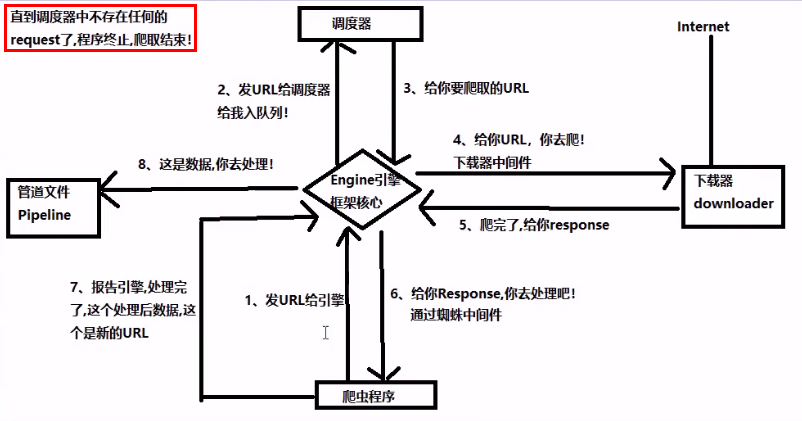 直到调度器中不存在任何的
request了,程序终止,爬取结束!
调度器
Internet
2、发URL给调度器
给我入队列!
3、给你要爬取的URL
4、给你URL，你去爬!
下载器中间件
8、这是数据,你去处理!
Engine引擎
框架核心
管道文件
Pipeline
下载器
downloader
5、爬完了,给你response
7、报告引擎,处理完
了,这个处理后数据,这
个是新的URL
1、发URL给引擎
6、给你Response,你去处理吧!
通过蜘蛛中间件
爬虫程序